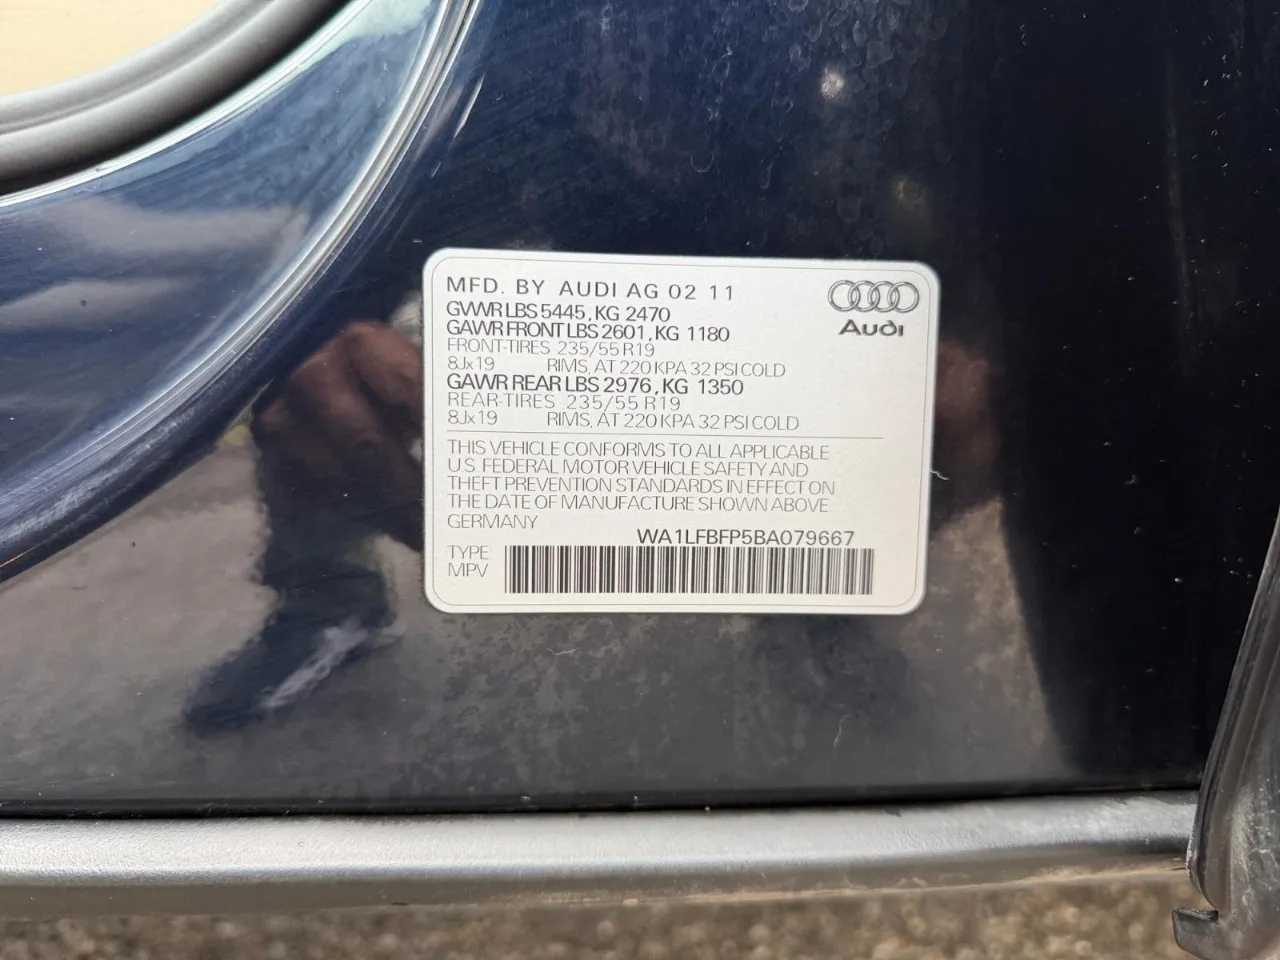 MFD. BY AUDI AG 02 11
GVWR LBS 5445, KG 2470
GAWR FRONT LBS 2601, KG 1180
FRONT-TIRES 235/55 R19
8Jx19 RIMS, AT 220 KPA 32 PSI COLD
GAWR REAR LBS 2976, KG 1350
REAR-TIRES 235/55 R19
8Jx19 RIMS, AT 220 KPA 32 PSI COLD
Audi
THIS VEHICLE CONFORMS TO ALL APPLICABLE
U.S. FEDERAL MOTOR VEHICLE SAFETY AND
THEFT PREVENTION STANDARDS IN EFFECT ON
THE DATE OF MANUFACTURE SHOWN ABOVE
GERMANY
WA1LFBFP5BA079667
TYPE
MPV